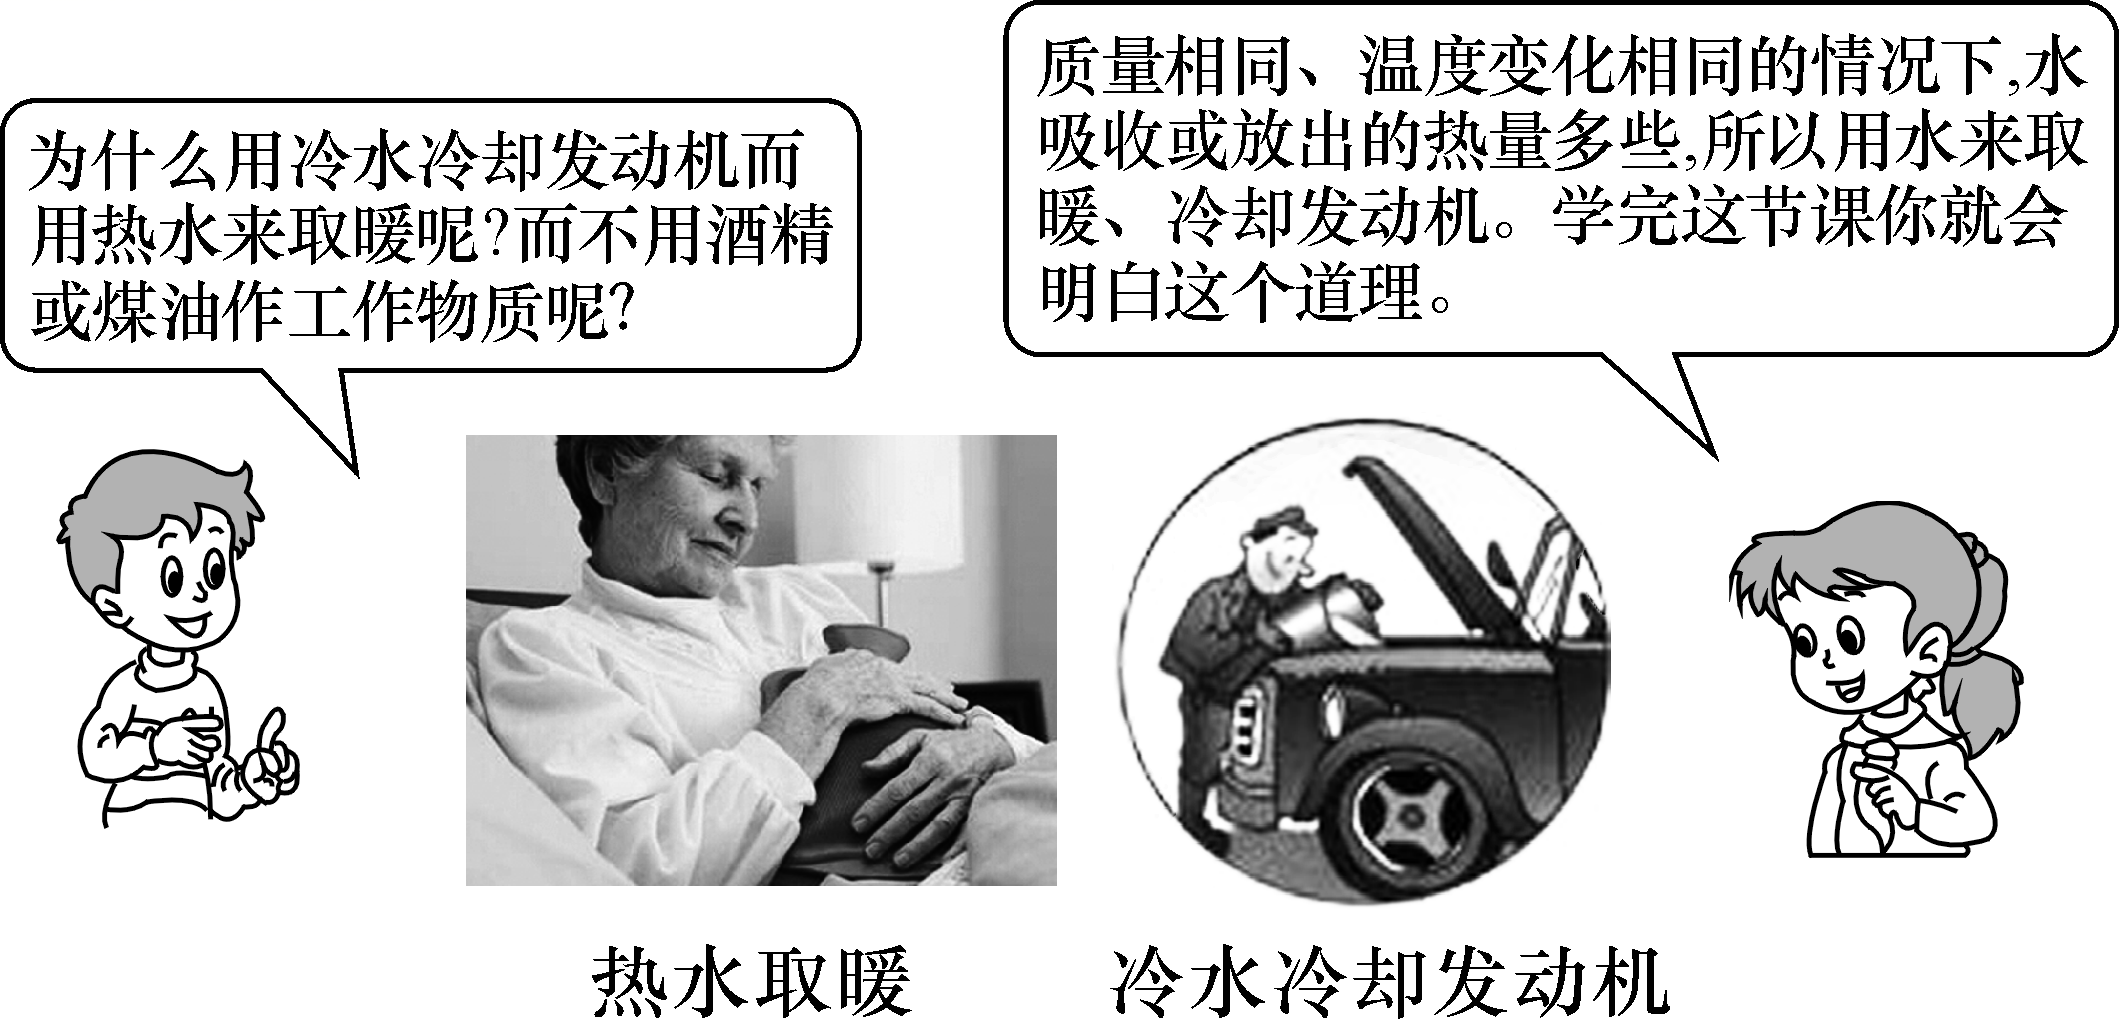 为什么用冷水冷却发动机而
用热水来取暖呢?而不用酒精
或煤油作工作物质呢?
质量相同、温度变化相同的情况下,水
吸收或放出的热量多些,所以用水来取
暖、冷却发动机。学完这节课你就会
明白这个道理。
热水取暖
冷水冷却发动机